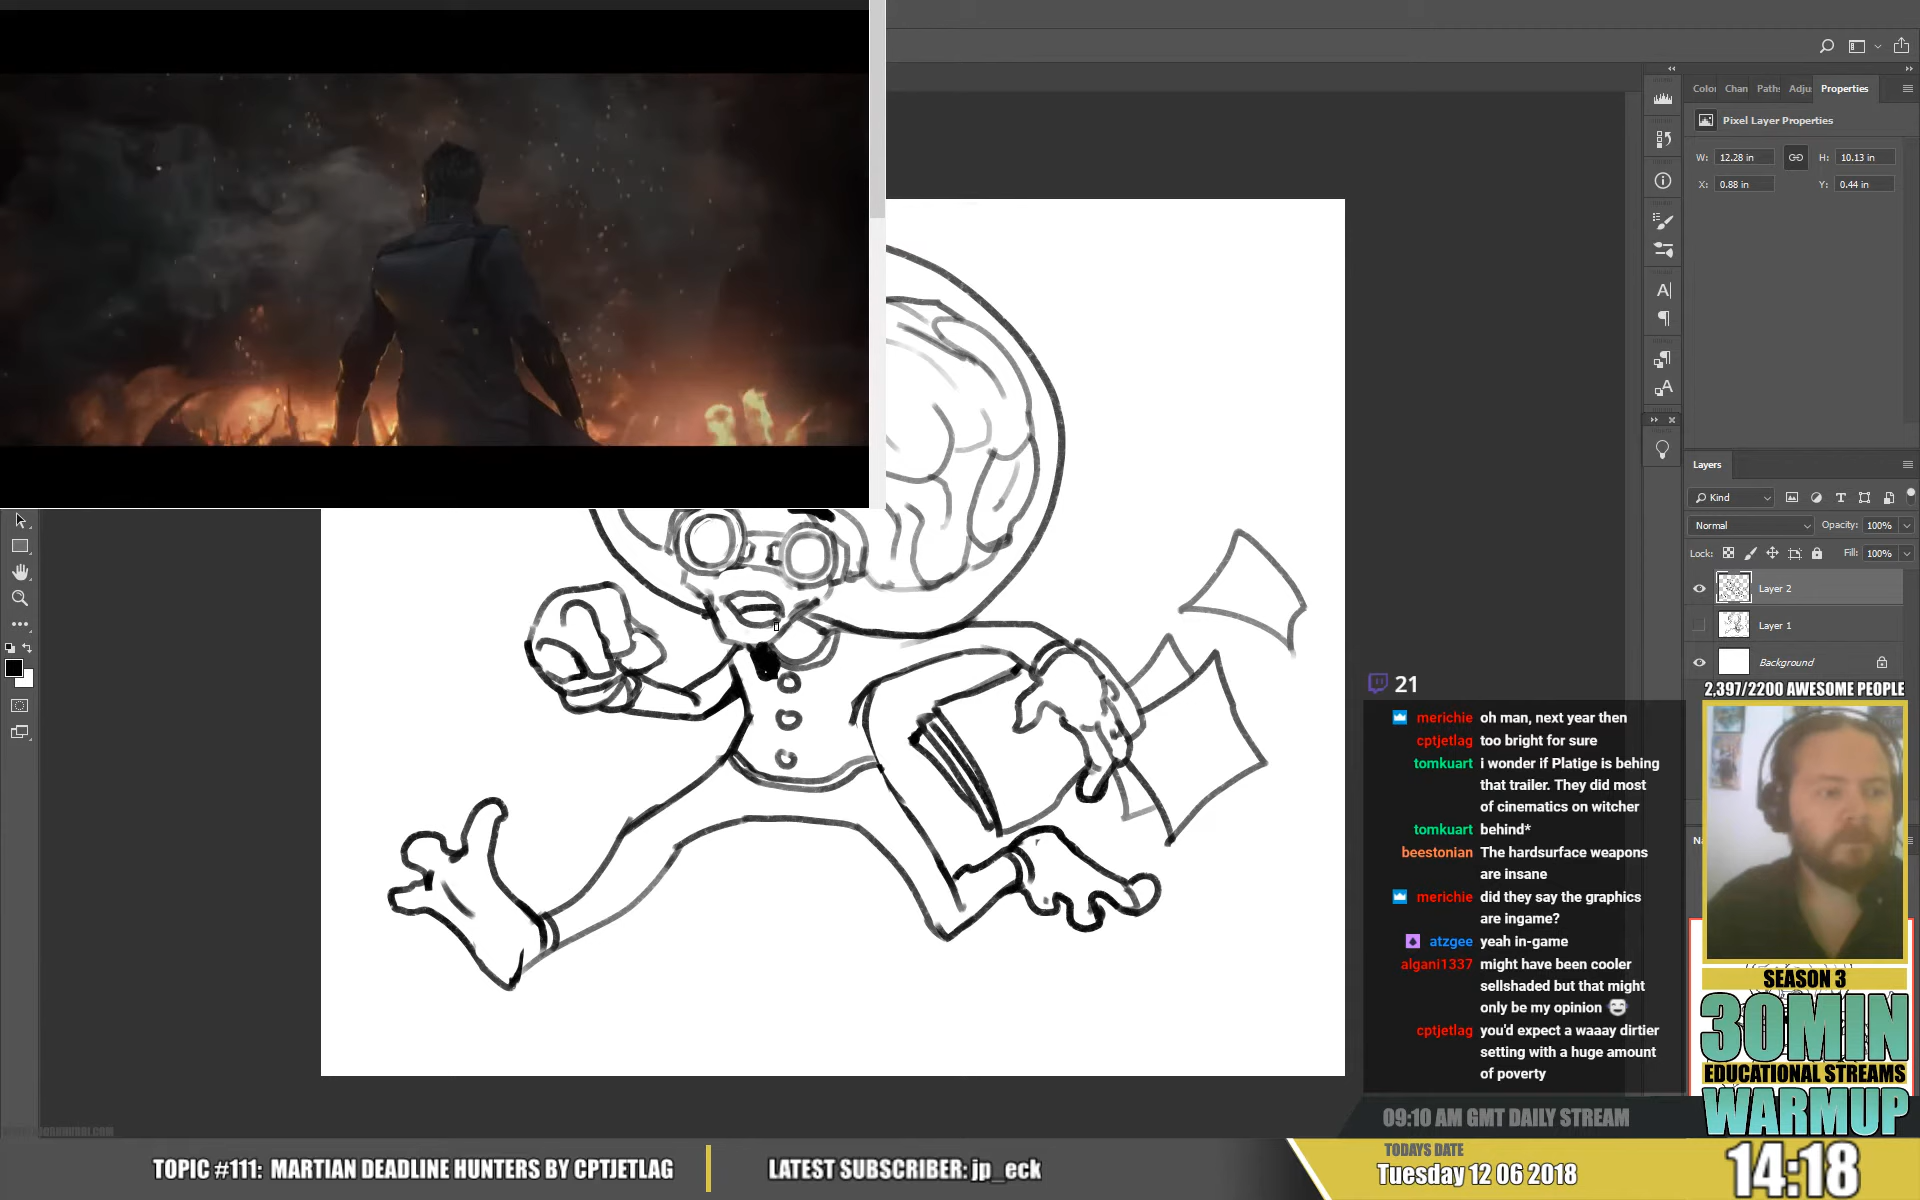 Properties
Pixel Layer Properties
W: 12.28 in H: 10.13 in
X: 0.88 in Y: 0.44 in
Layers
Kind
Normal Opacity: 100%
Lock: Fill: 100%
Layer 2
Layer 1
Background
2,397/2200 AWESOME PEOPLE
21
merichie oh man, next year then
cptjetlag too bright for sure
tomkuart i wonder if Platige is behing
that trailer. They did most
of cinematics on witcher
tomkuart behind*
beestonian The hardsurface weapons
are insane
merichie did they say the graphics
are ingame?
atzgee yeah in-game
algani1337 might have been cooler
sellshaded but that might
only be my opinion
cptjetlag you'd expect a waaay dirtier
setting with a huge amount
of poverty
SEASON 3
30MIN
EDUCATIONAL STREAMS
WARMUP
09:10 AM GMT DAILY STREAM
TOPIC #111: MARTIAN DEADLINE HUNTERS BY CPTJETLAG
LATEST SUBSCRIBER: jp_eck
TODAYS DATE
Tuesday 12 06 2018
14:18